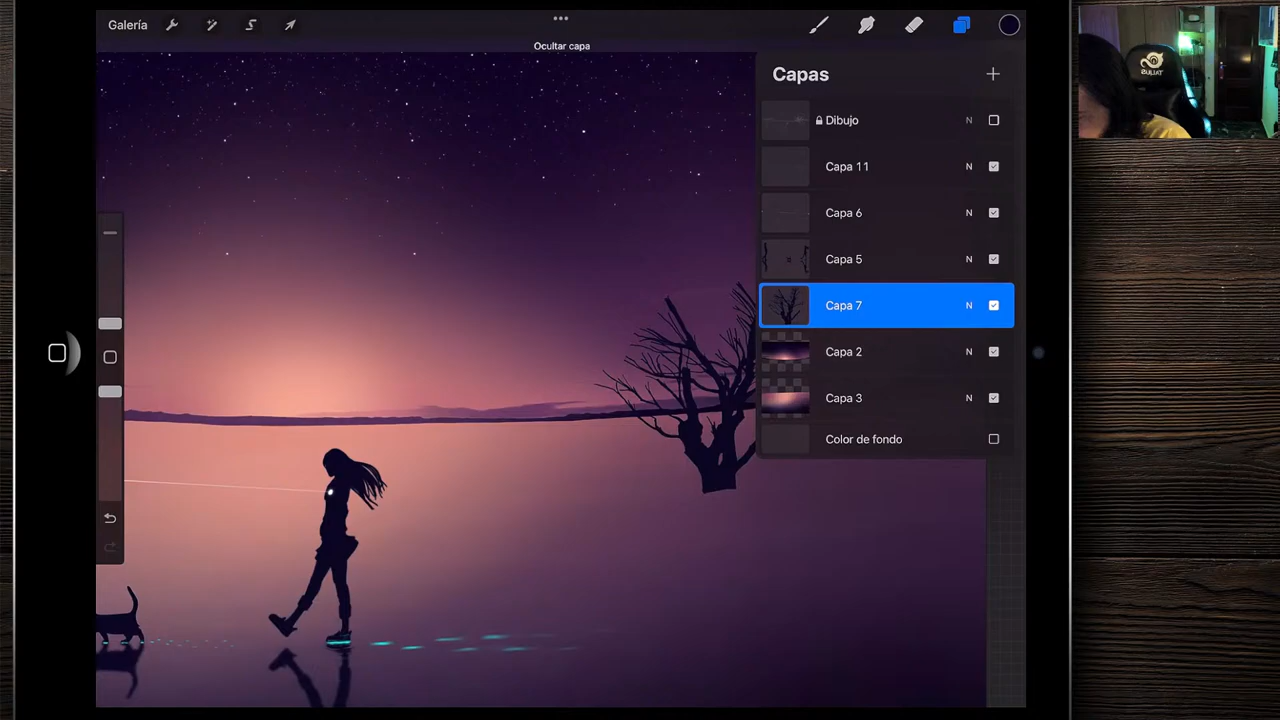 Galería
Ocultar capa
Capas
Dibujo N
Capa 11 N
Capa 6 N
Capa 5 N
Capa 7 N
Capa 2 N
Capa 3 N
Color de fondo